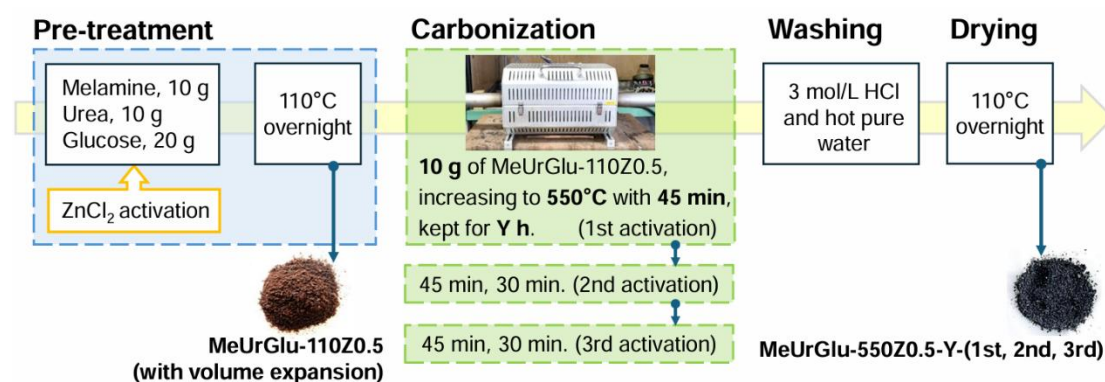 Pre-treatment
Melamine, 10 g
Urea, 10 g
Glucose, 20 g
ZnCl₂ activation
110°C
overnight
MeUrGlu-110Z0.5
(with volume expansion)
Carbonization
10 g of MeUrGlu-110Z0.5,
increasing to 550°C with 45 min,
kept for Y h. (1st activation)
45 min, 30 min. (2nd activation)
45 min, 30 min. (3rd activation)
Washing
3 mol/L HCl
and hot pure
water
Drying
110°C
overnight
MeUrGlu-550Z0.5-Y-(1st, 2nd, 3rd)